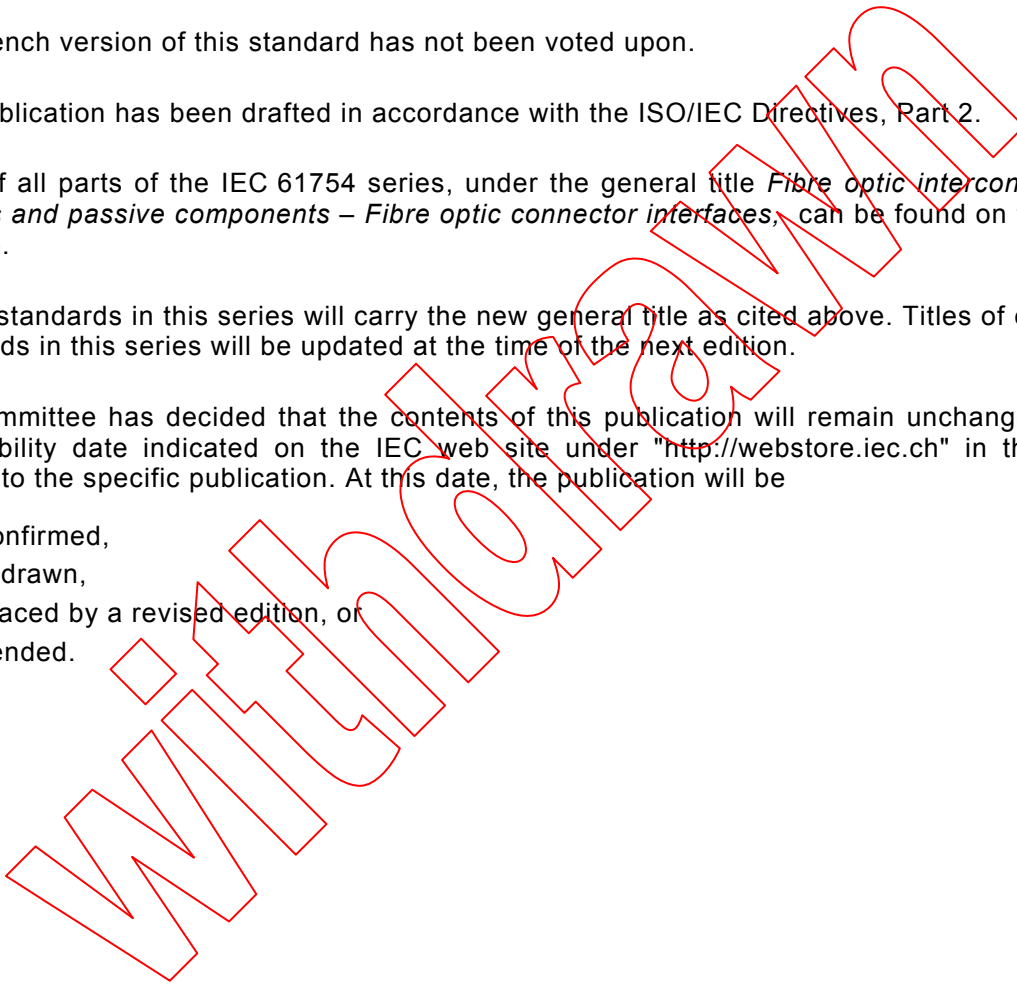 ench version of this standard has not been voted upon.
blication has been drafted in accordance with the ISO/IEC Directives, Part 2.
f all parts of the IEC 61754 series, under the general title Fibre optic intercon
s and passive components – Fibre optic connector interfaces, can be found on
.
standards in this series will carry the new general title as cited above. Titles of
ds in this series will be updated at the time of the next edition.
mmittee has decided that the contents of this publication will remain unchang
bility date indicated on the IEC web site under "http://webstore.iec.ch" in th
to the specific publication. At this date, the publication will be
onfirmed,
drawn,
aced by a revised edition, or
ended.
withdrawn